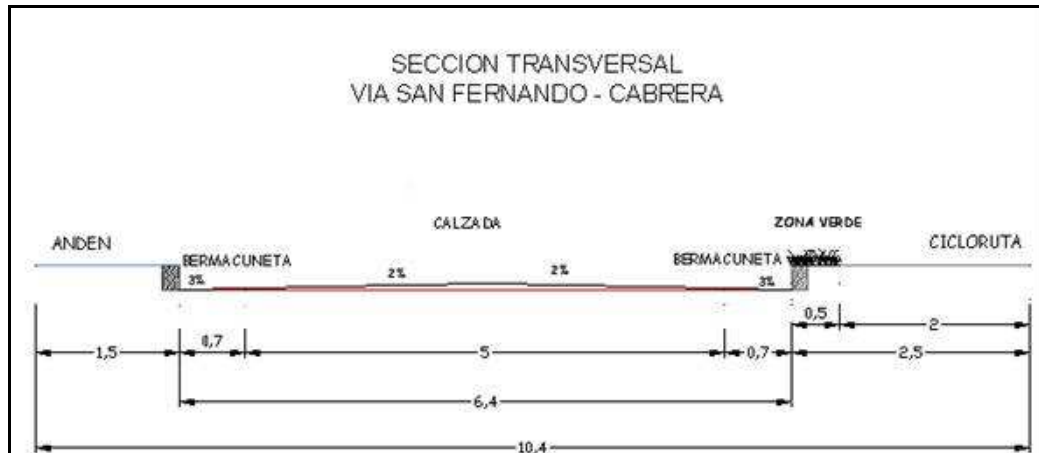 SECCION TRANSVERSAL
VIA SAN FERNANDO - CABRERA
CALZADA
ZONA VERDE
ANDEN
CICLORUTA
BERMACUNETA
BERMACUNETA
3%
2%
2%
3%
0,5
2
1,5
0,7
5
0,7
2,5
6,4
10,4